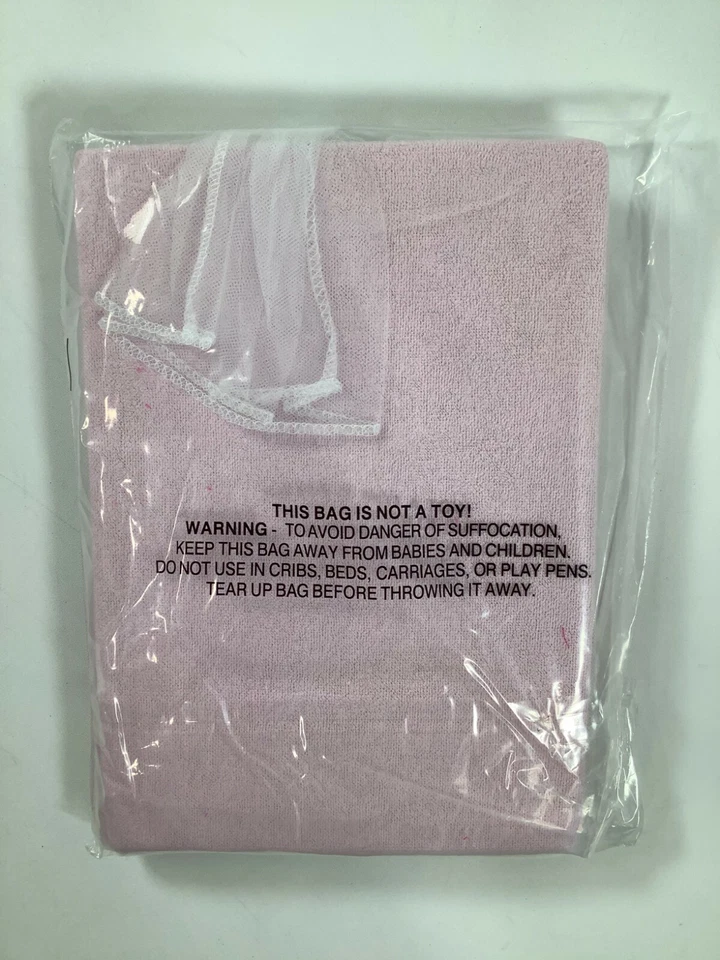 THIS BAG IS NOT A TOY!
WARNING - TO AVOID DANGER OF SUFFOCATION,
KEEP THIS BAG AWAY FROM BABIES AND CHILDREN.
DO NOT USE IN CRIBS, BEDS, CARRIAGES, OR PLAY PENS.
TEAR UP BAG BEFORE THROWING IT AWAY.